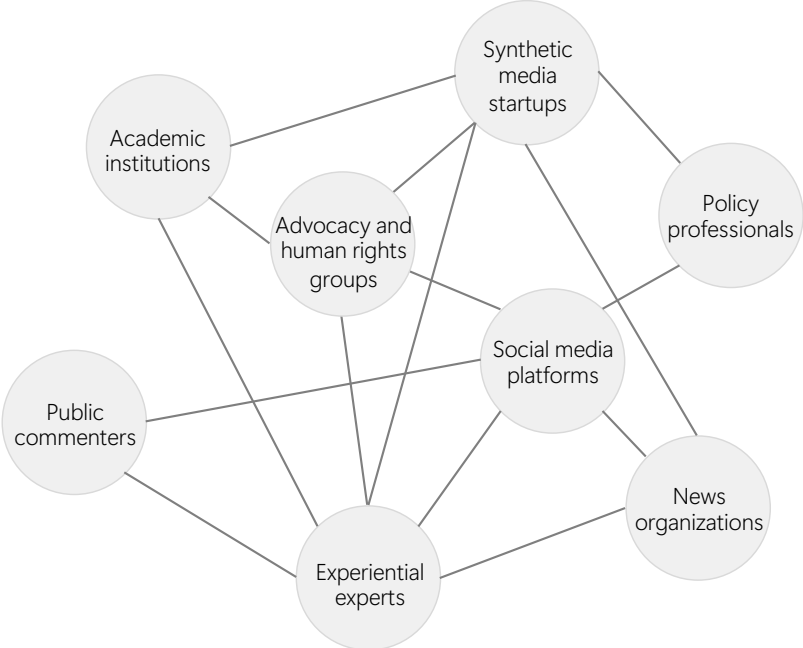 Synthetic
media
startups
Academic
institutions
Policy
professionals
Advocacy and
human rights
groups
Social media
platforms
Public
commenters
News
organizations
Experiential
experts